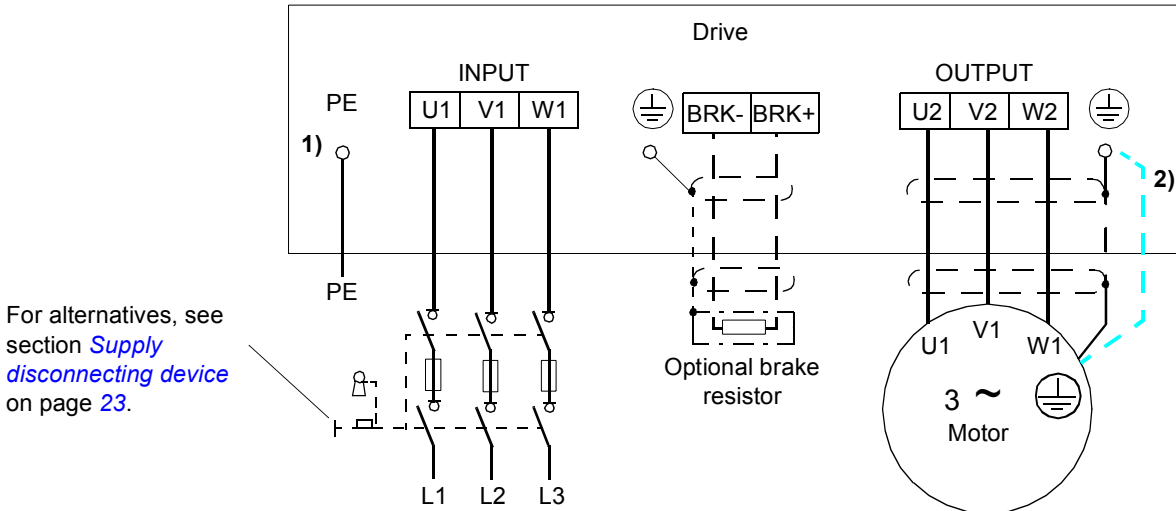 Drive
INPUT
OUTPUT
PE
U1 V1 W1
BRK- BRK+
U2 V2 W2
1)
2)
PE
For alternatives, see
section Supply
disconnecting device
on page 23.
Optional brake
resistor
U1 V1 W1
3 ~
Motor
L1 L2 L3